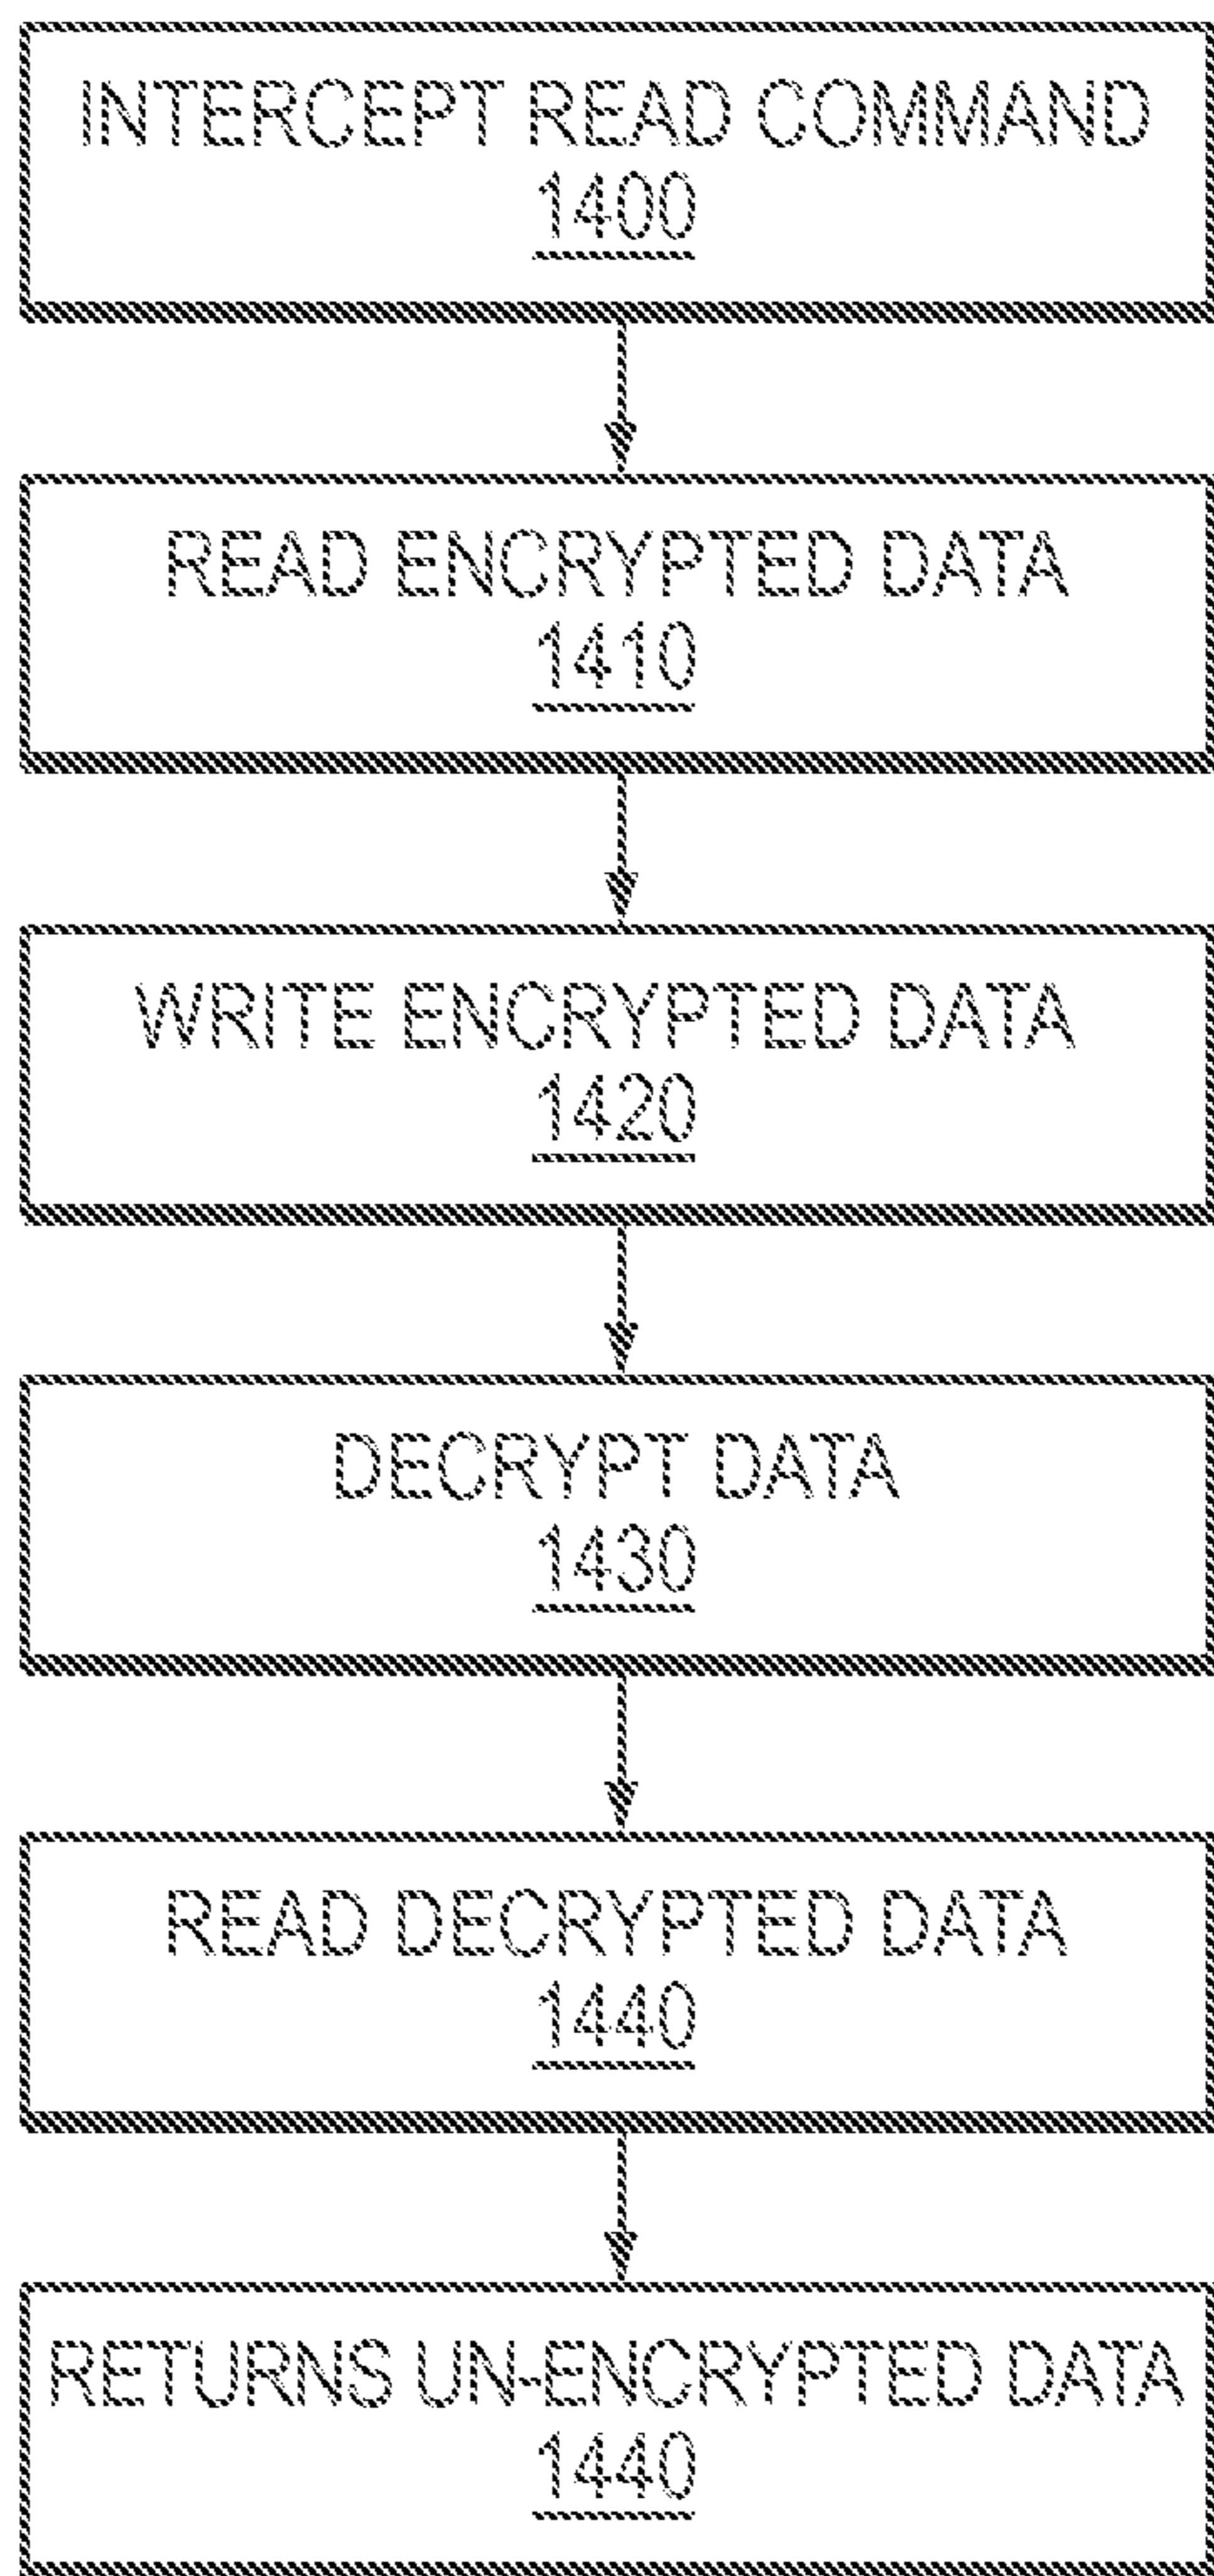 INTERCEPT READ COMMAND
1400
READ ENCRYPTED DATA
1410
WRITE ENCRYPTED DATA
1420
DECRYPT DATA
1430
READ DECRYPTED DATA
1440
RETURNS UN-ENCRYPTED DATA
1440